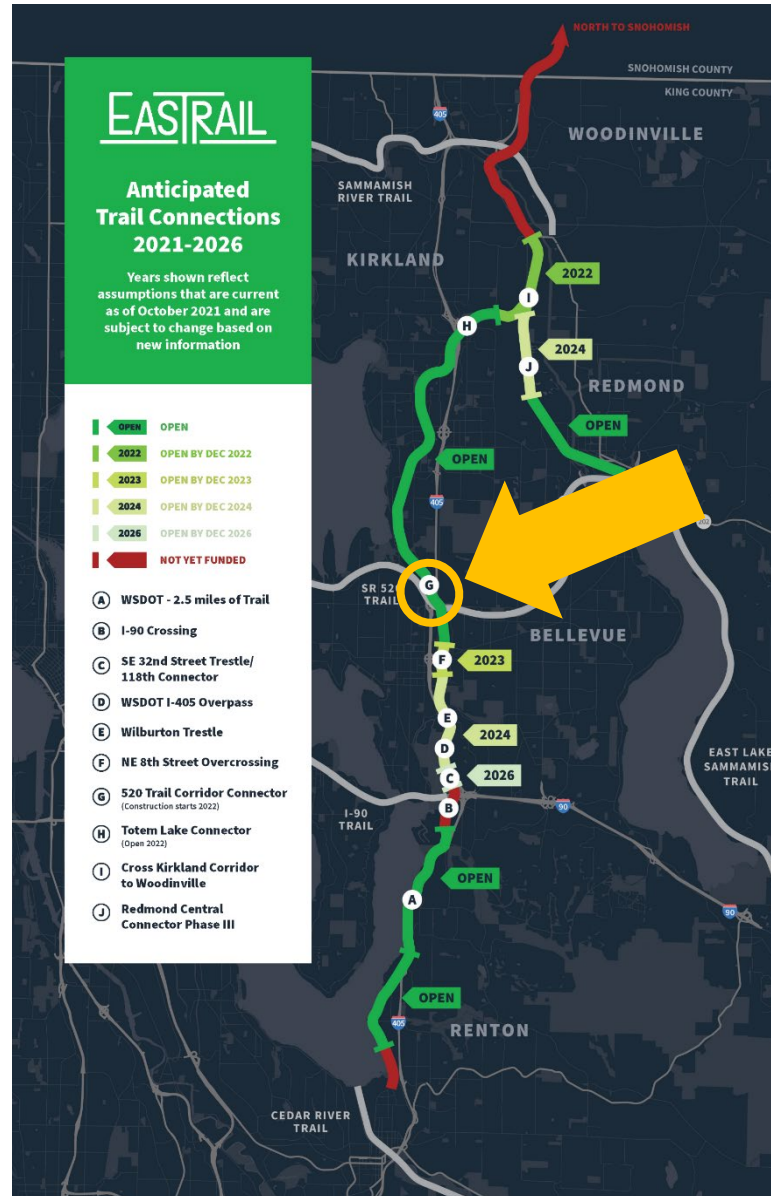 EASTRAIL
Anticipated
Trail Connections
2021-2026
Years shown reflect
assumptions that are current
as of October 2021 and are
subject to change based on
new information
OPEN OPEN
2022 OPEN BY DEC 2022
2023 OPEN BY DEC 2023
2024 OPEN BY DEC 2024
2026 OPEN BY DEC 2026
NOT YET FUNDED
A WSDOT - 2.5 miles of Trail
B I-90 Crossing
C SE 32nd Street Trestle/
118th Connector
D WSDOT I-405 Overpass
E Wilburton Trestle
F NE 8th Street Overcrossing
G 520 Trail Corridor Connector
(Construction starts 2022)
H Totem Lake Connector
(Open 2022)
I Cross Kirkland Corridor
to Woodinville
J Redmond Central
Connector Phase III
NORTH TO SNOHOMISH
SNOHOMISH COUNTY
KING COUNTY
405
WOODINVILLE
SAMMAMISH
RIVER TRAIL
KIRKLAND
2022
I
H
2024
J
REDMOND
OPEN
OPEN
405
202
G
SR 520
TRAIL
BELLEVUE
F
2023
E
2024
D
EAST LAKE
SAMMAMISH
TRAIL
C
2026
B
90
I-90
TRAIL
OPEN
A
90
OPEN
405
RENTON
CEDAR RIVER
TRAIL